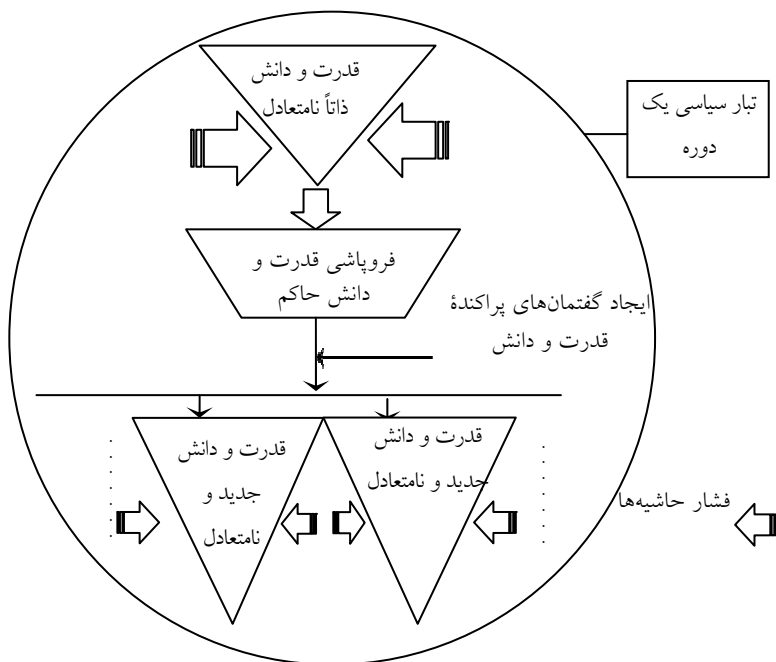 قدرت و دانش
ذاتاً نامتعادل
تبار سیاسی یک
دوره
فروپاشی قدرت و
دانش حاکم
ایجاد گفتمان‌های پراکندهٔ
قدرت و دانش
قدرت و دانش
جدید و نامتعادل
قدرت و دانش
جدید و
نامتعادل
فشار حاشیه‌ها